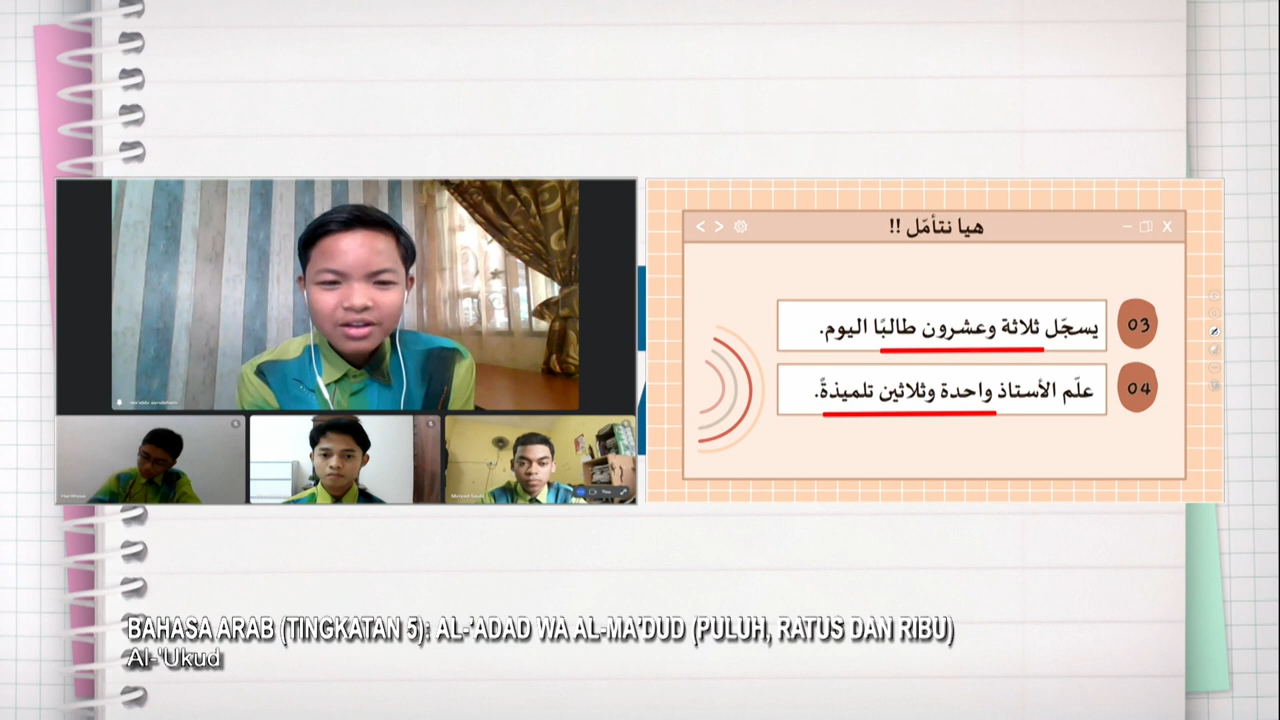 هيا نتأمّل !!
03
يسجّل ثلاثة وعشرون طالبًا اليوم.
04
علّم الأستاذ واحدة وثلاثين تلميذةً.
BAHASA ARAB (TINGKATAN 5): AL-'ADAD WA AL-MA'DUD (PULUH, RATUS DAN RIBU)
Al-'Ukud